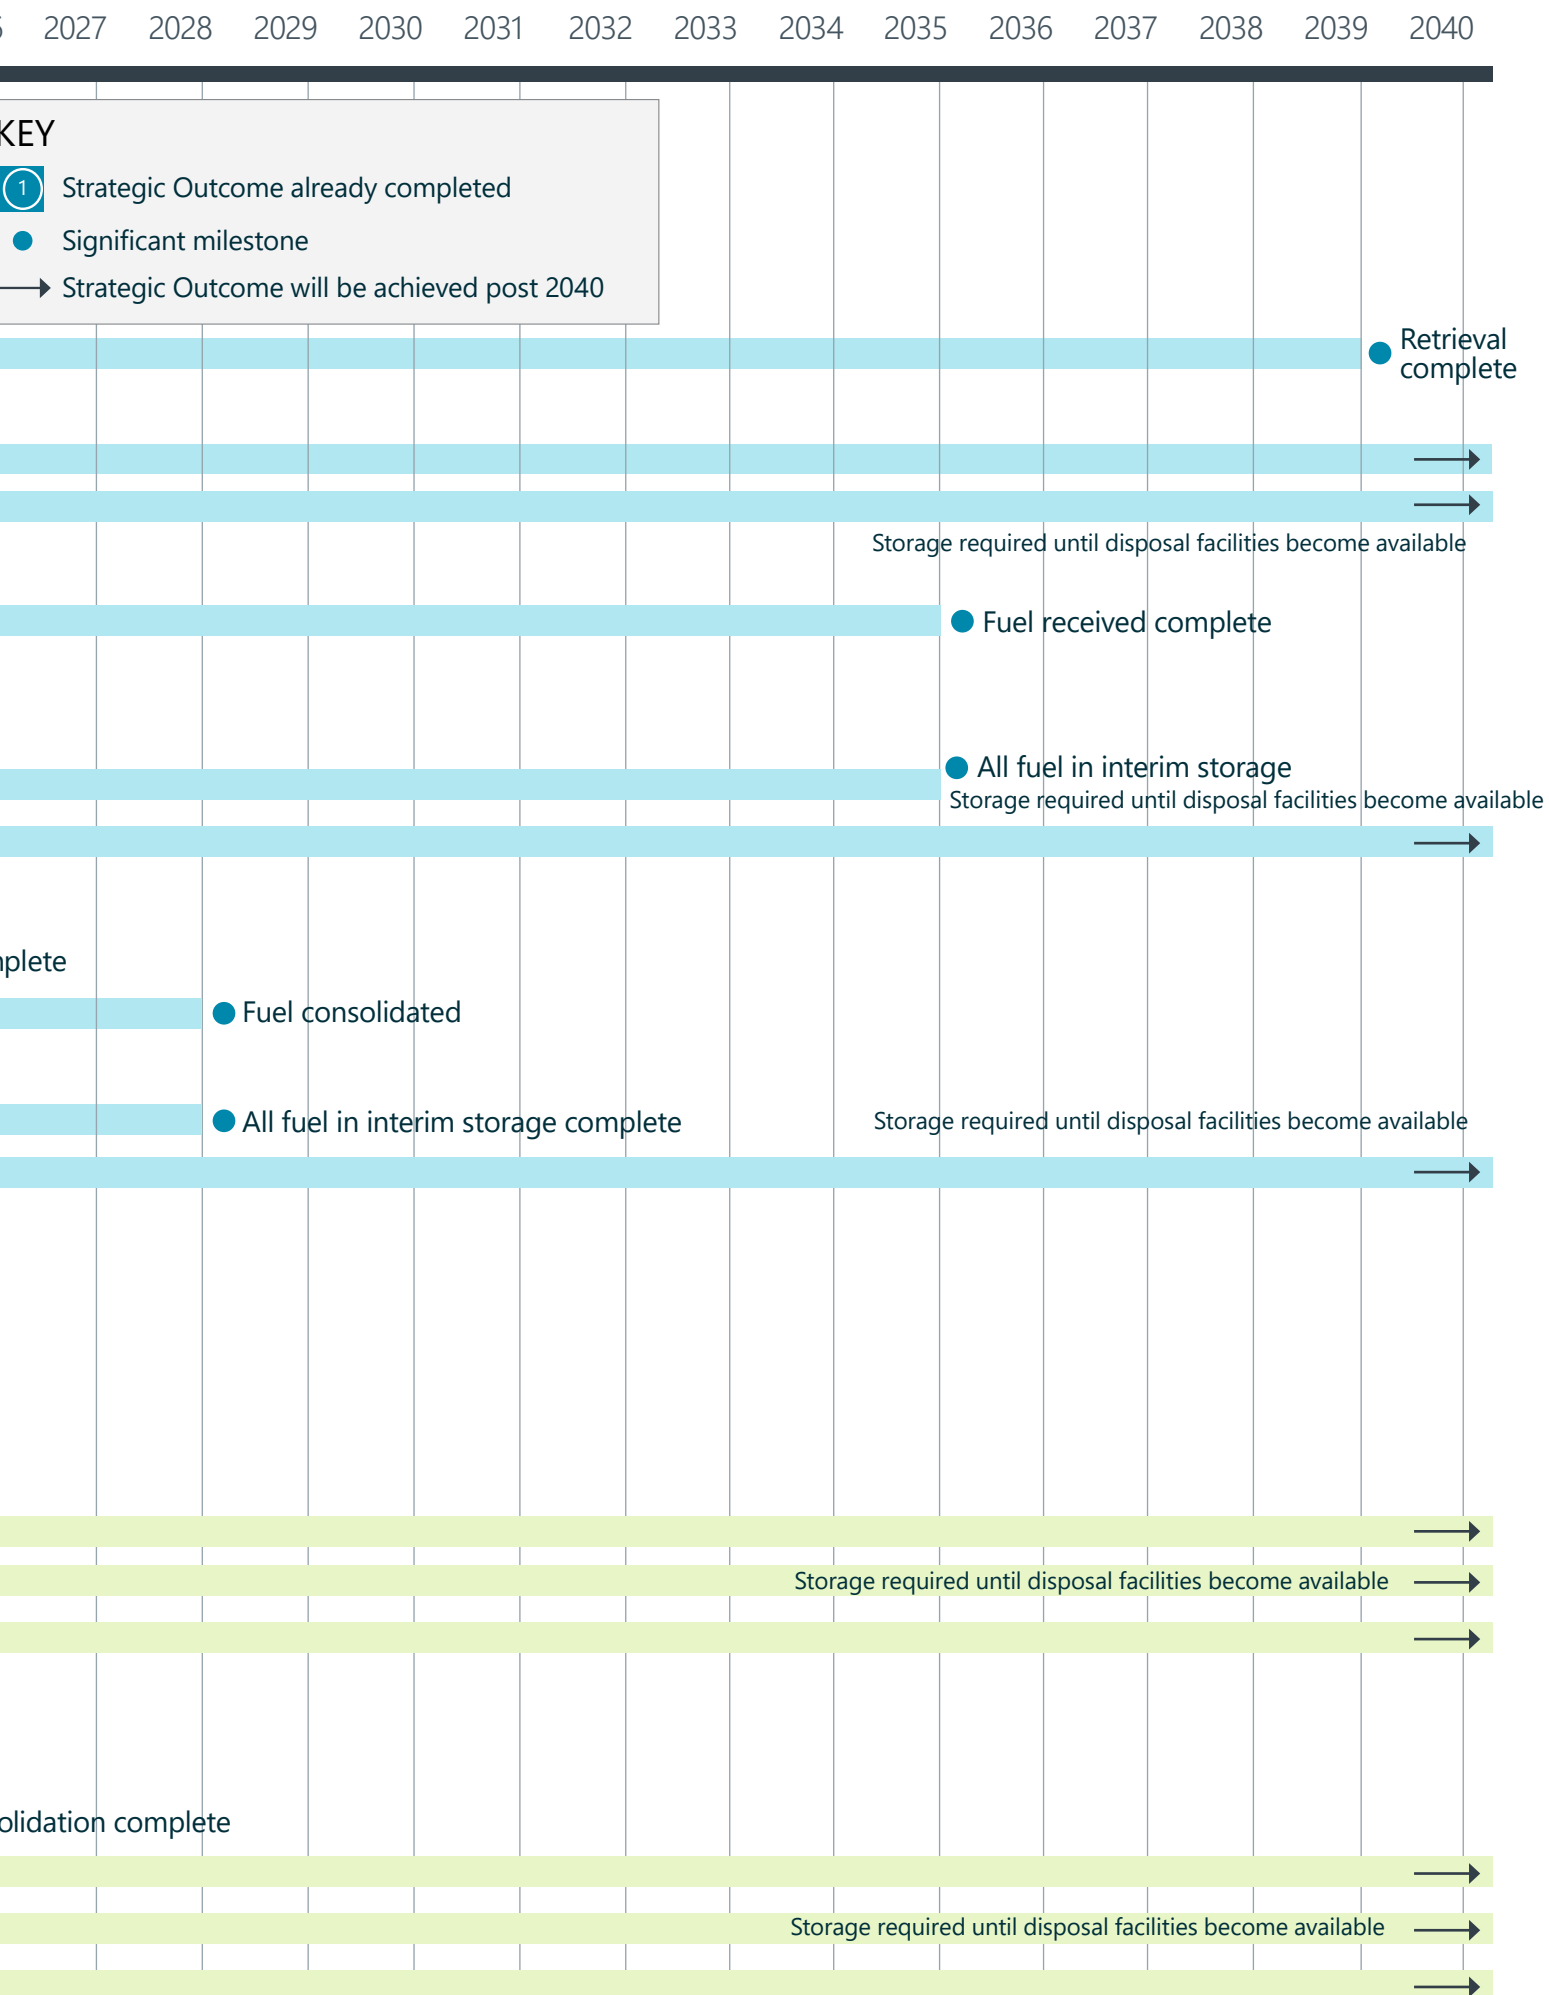 2027 2028 2029 2030 2031 2032 2033 2034 2035 2036 2037 2038 2039 2040
KEY
1 Strategic Outcome already completed
Significant milestone
Strategic Outcome will be achieved post 2040
Retrieval
complete
Storage required until disposal facilities become available
Fuel received complete
All fuel in interim storage
Storage required until disposal facilities become available
Fuel consolidated
All fuel in interim storage complete
Storage required until disposal facilities become available
Storage required until disposal facilities become available
complete
Storage required until disposal facilities become available